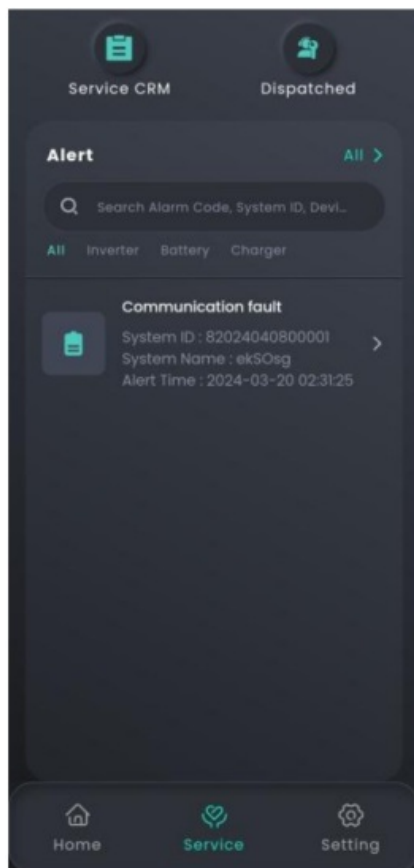 Service CRM
Dispatched
Alert
All >
Search Alarm Code, System ID, Devi...
All Inverter Battery Charger
Communication fault
System ID : 82024040800001
System Name : ekSOsg
Alert Time : 2024-03-20 02:31:25
Home Service Setting